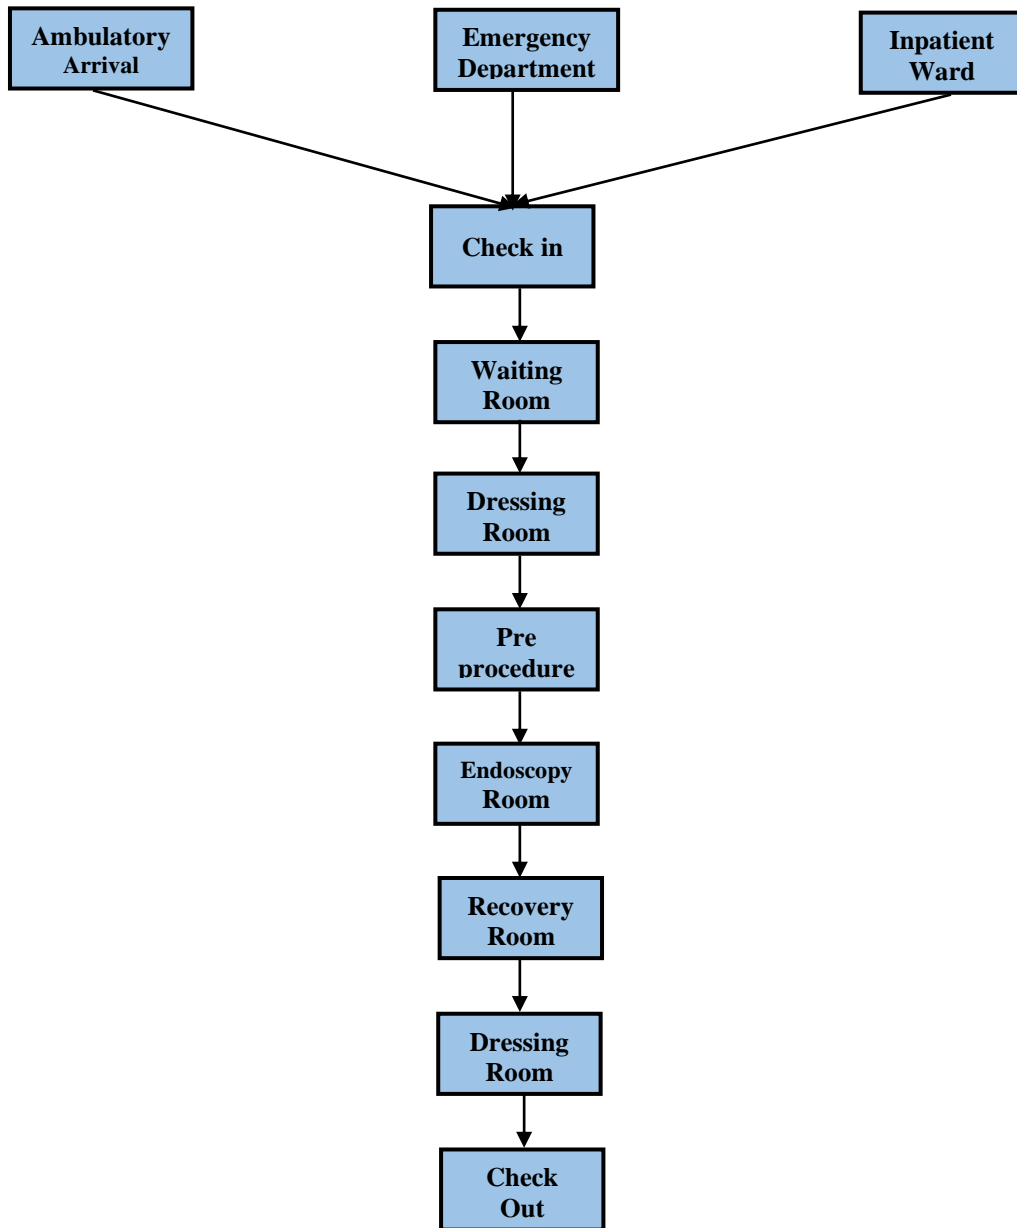 Ambulatory
Arrival
Emergency
Department
Inpatient
Ward
Check in
Waiting
Room
Dressing
Room
Pre
procedure
Endoscopy
Room
Recovery
Room
Dressing
Room
Check
Out